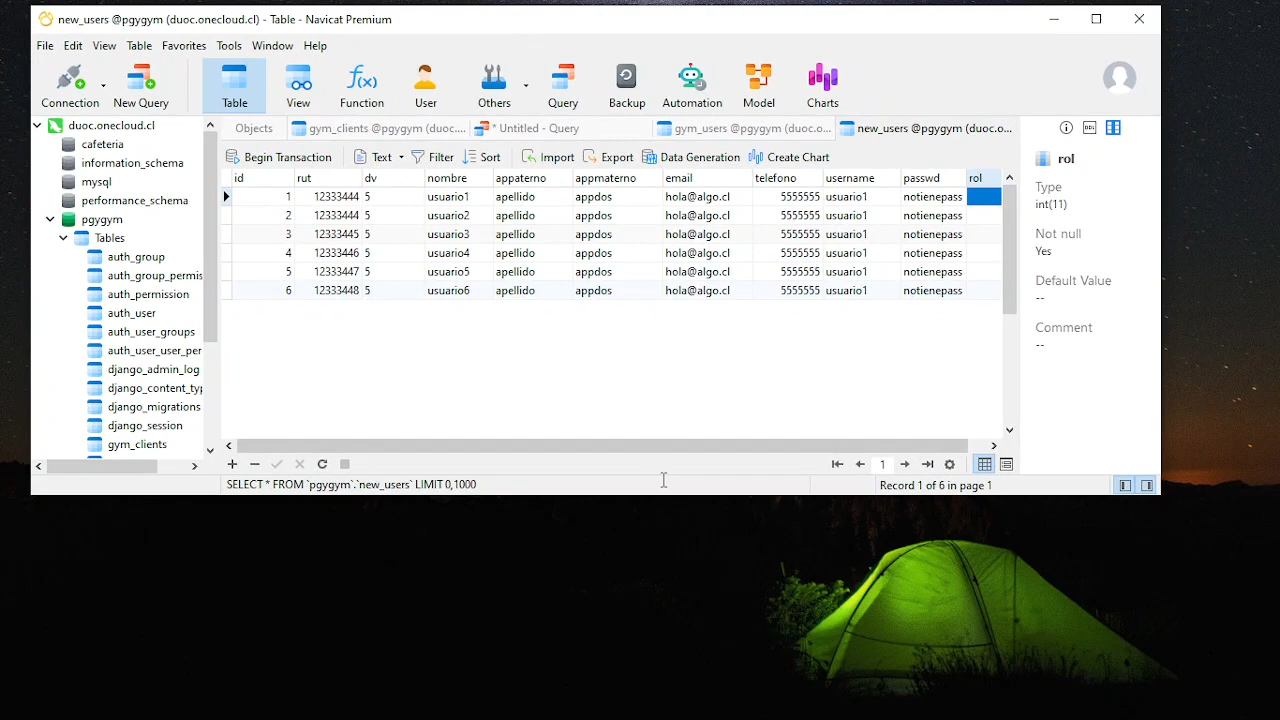 new_users @pgygym (duoc.onecloud.cl) - Table - Navicat Premium
File Edit View Table Favorites Tools Window Help
Connection New Query Table View Function User Others Query Backup Automation Model Charts
f(x)
duoc.onecloud.cl
cafeteria
information_schema
mysql
performance_schema
pgygym
Tables
auth_group
auth_group_permis
auth_permission
auth_user
auth_user_groups
auth_user_user_per
django_admin_log
django_content_typ
django_migrations
django_session
gym_clients
Objects gym_clients @pgygym (duoc.... * Untitled - Query gym_users @pgygym (duoc.o... new_users @pgygym (duoc.o...
Begin Transaction Text Filter Sort Import Export Data Generation Create Chart
id rut dv nombre appaterno appmaterno email telefono username passwd rol
1 12333444 5 usuario1 apellido appdos hola@algo.cl 5555555 usuario1 notienepass
2 12333444 5 usuario2 apellido appdos hola@algo.cl 5555555 usuario1 notienepass
3 12333445 5 usuario3 apellido appdos hola@algo.cl 5555555 usuario1 notienepass
4 12333446 5 usuario4 apellido appdos hola@algo.cl 5555555 usuario1 notienepass
5 12333447 5 usuario5 apellido appdos hola@algo.cl 5555555 usuario1 notienepass
6 12333448 5 usuario6 apellido appdos hola@algo.cl 5555555 usuario1 notienepass
1
SELECT * FROM `pgygym`.`new_users` LIMIT 0,1000
Record 1 of 6 in page 1
rol
Type
int(11)
Not null
Yes
Default Value
--
Comment
--